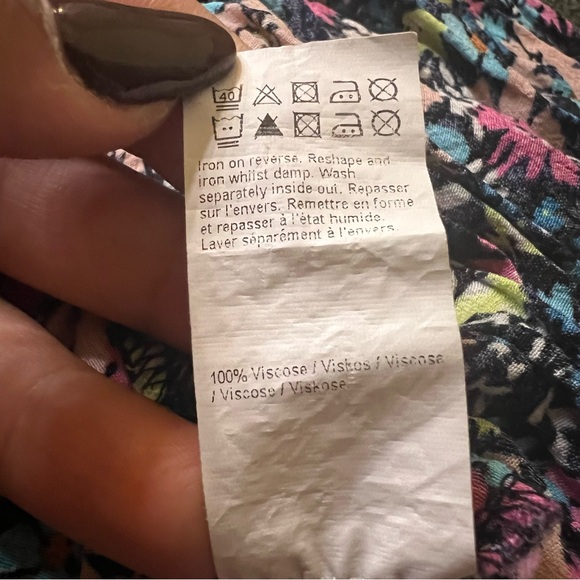 40
Iron on reverse. Reshape and
iron whilst damp. Wash
separately inside out. Repasser
sur l'envers. Remettre en forme
et repasser à l'état humide.
Laver séparément à l'envers.
100% Viscose / Viskos / Viscose
/ Viscose / Viskose